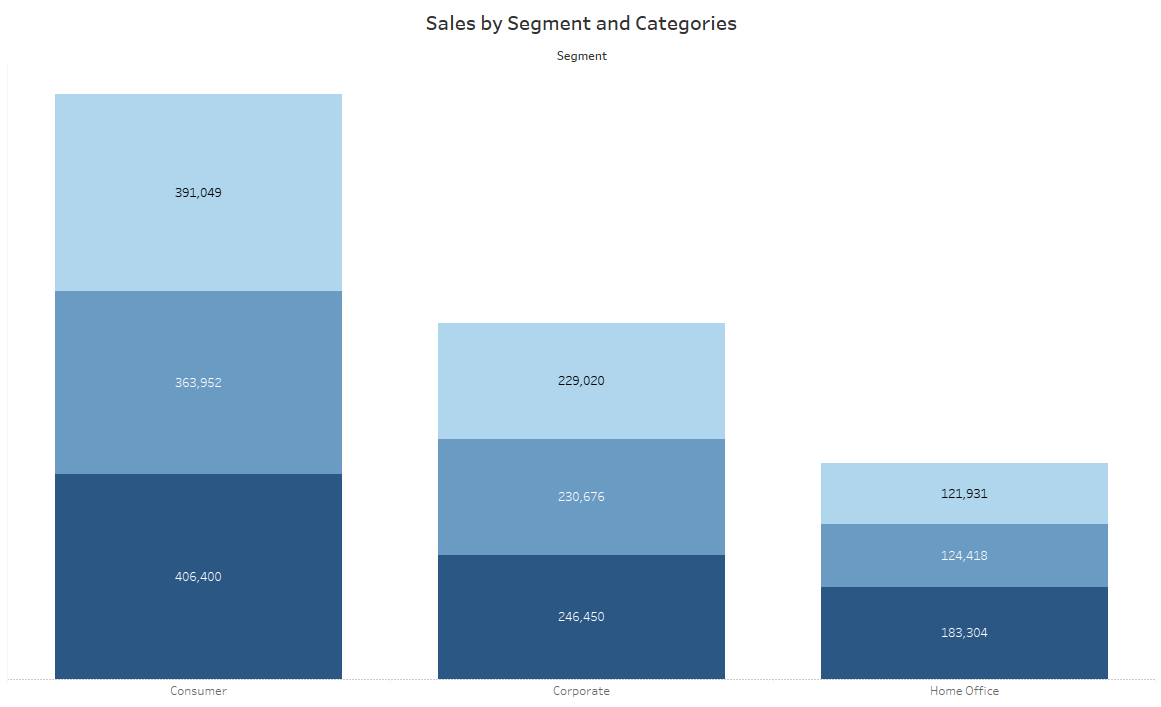 Sales by Segment and Categories
Segment
391,049
363,952
406,400
229,020
230,676
246,450
121,931
124,418
183,304
Consumer
Corporate
Home Office